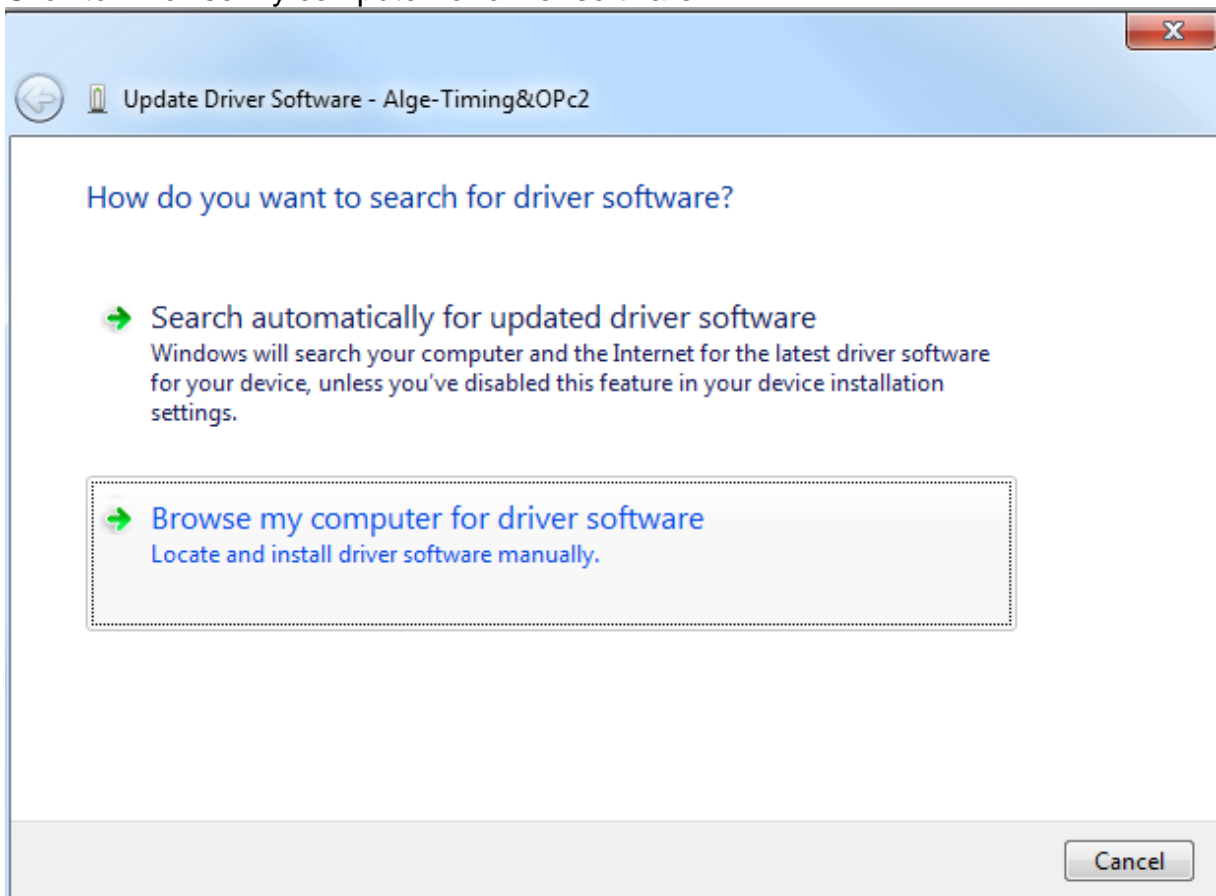 Update Driver Software - Alge-Timing&OPc2
How do you want to search for driver software?
Search automatically for updated driver software
Windows will search your computer and the Internet for the latest driver software
for your device, unless you've disabled this feature in your device installation
settings.
Browse my computer for driver software
Locate and install driver software manually.
Cancel